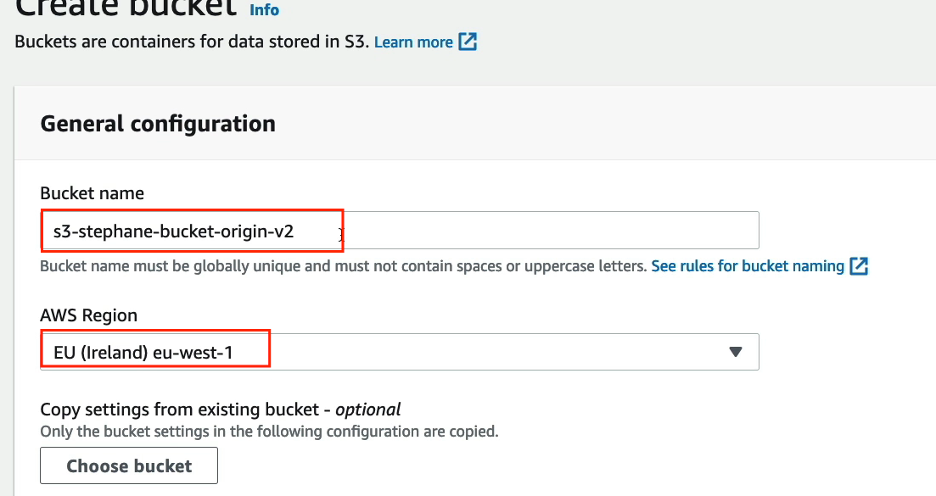 Create bucket Info
Buckets are containers for data stored in S3. Learn more
General configuration
Bucket name
s3-stephane-bucket-origin-v2
Bucket name must be globally unique and must not contain spaces or uppercase letters. See rules for bucket naming
AWS Region
EU (Ireland) eu-west-1
Copy settings from existing bucket - optional
Only the bucket settings in the following configuration are copied.
Choose bucket